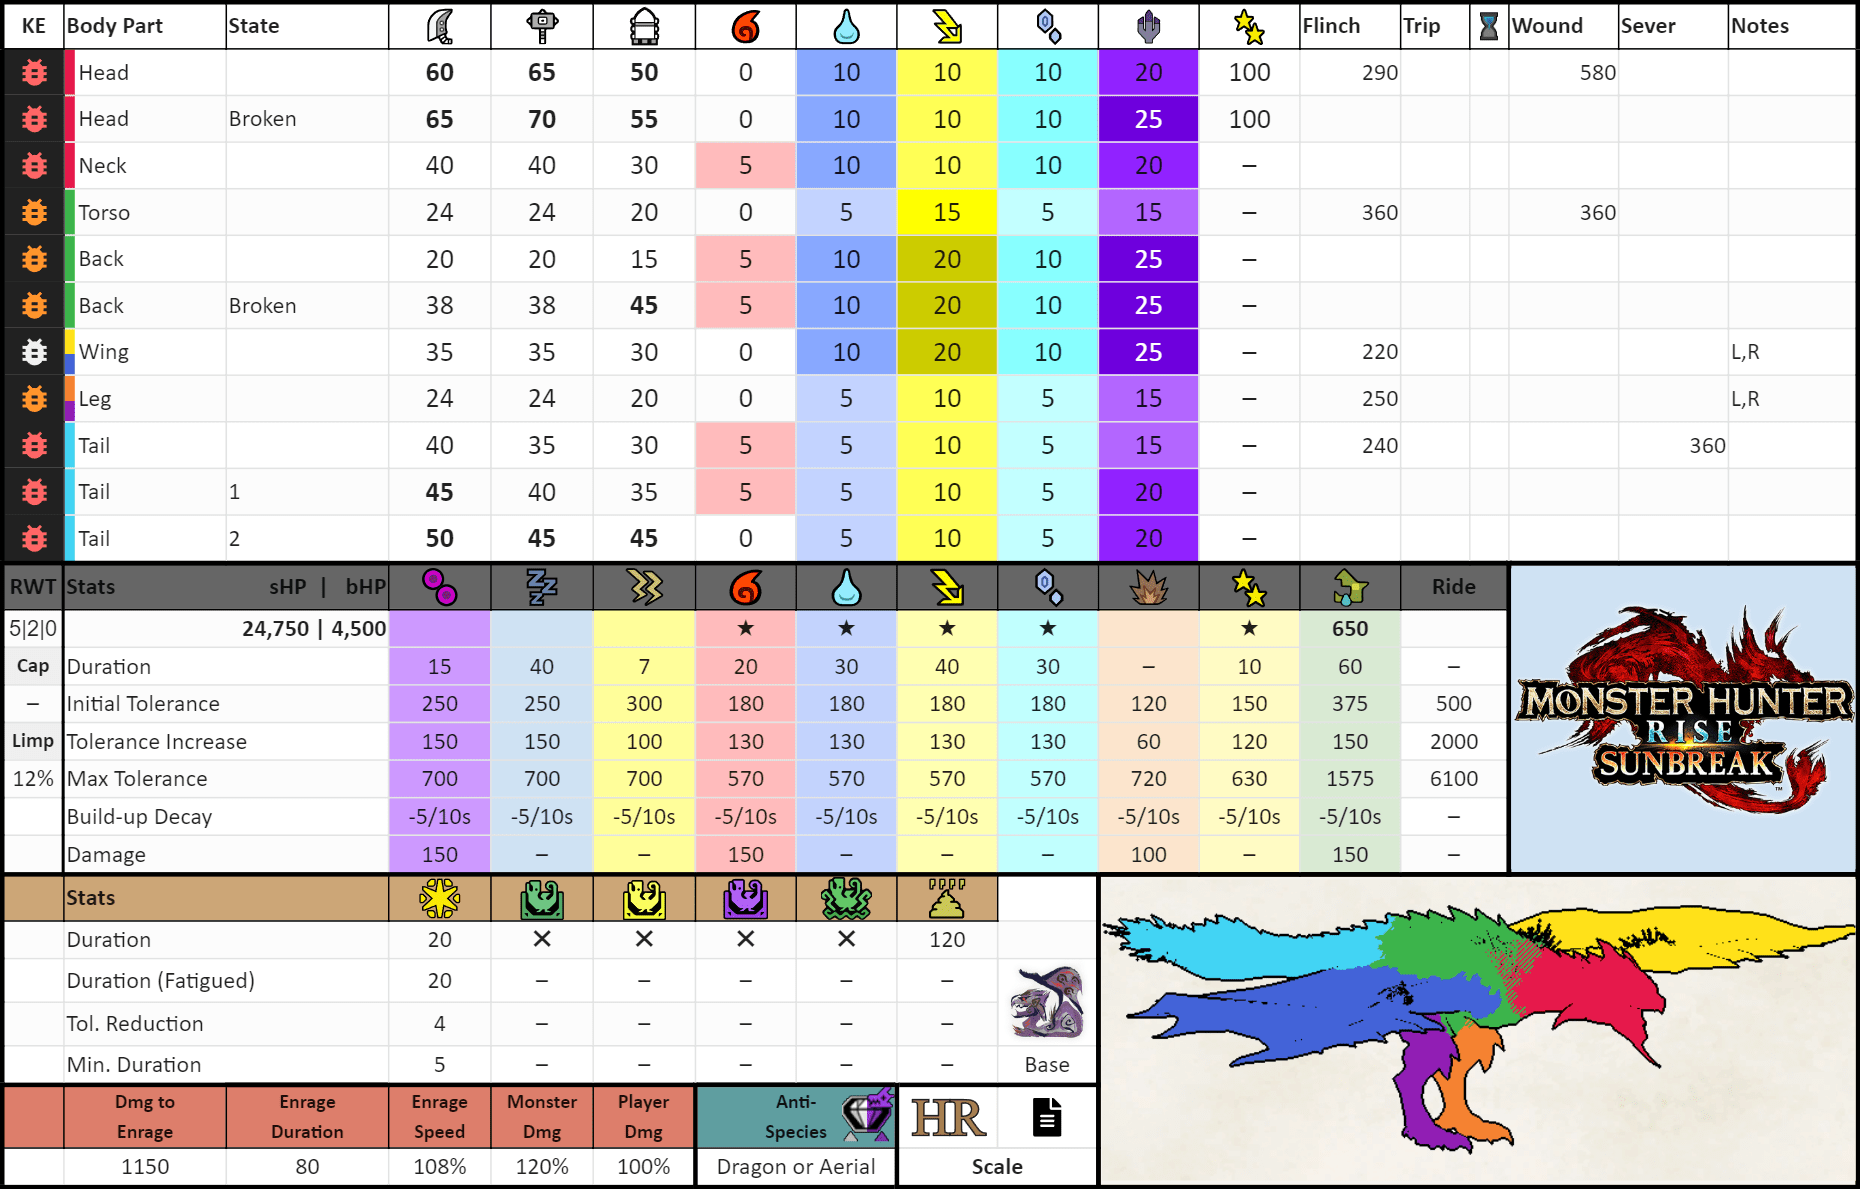 KE Body Part State Flinch Trip Wound Sever Notes
Head 60 65 50 0 10 10 10 20 100 290 580
Head Broken 65 70 55 0 10 10 10 25 100
Neck 40 40 30 5 10 10 10 20 –
Torso 24 24 20 0 5 15 5 15 – 360 360
Back 20 20 15 5 10 20 10 25 –
Back Broken 38 38 45 5 10 20 10 25 –
Wing 35 35 30 0 10 20 10 25 – 220 L,R
Leg 24 24 20 0 5 10 5 15 – 250 L,R
Tail 40 35 30 5 5 10 5 15 – 240 360
Tail 1 45 40 35 5 5 10 5 20 –
Tail 2 50 45 45 0 5 10 5 20 –
RWT Stats sHP | bHP Ride
5|2|0 24,750 | 4,500 ★ ★ ★ ★ ★ 650
Cap Duration 15 40 7 20 30 40 30 – 10 60 –
– Initial Tolerance 250 250 300 180 180 180 180 120 150 375 500
Limp Tolerance Increase 150 150 100 130 130 130 130 60 120 150 2000
12% Max Tolerance 700 700 700 570 570 570 570 720 630 1575 6100
Build-up Decay -5/10s -5/10s -5/10s -5/10s -5/10s -5/10s -5/10s -5/10s -5/10s -5/10s –
Damage 150 – – 150 – – – 100 – 150 –
MONSTER HUNTER
RISE
SUNBREAK
™
Stats
Duration 20 ✕ ✕ ✕ ✕ 120
Duration (Fatigued) 20 – – – – –
Tol. Reduction 4 – – – – –
Min. Duration 5 – – – – – Base
Dmg to Enrage Enrage Monster Player Anti- HR
Enrage Duration Speed Dmg Dmg Species
1150 80 108% 120% 100% Dragon or Aerial Scale